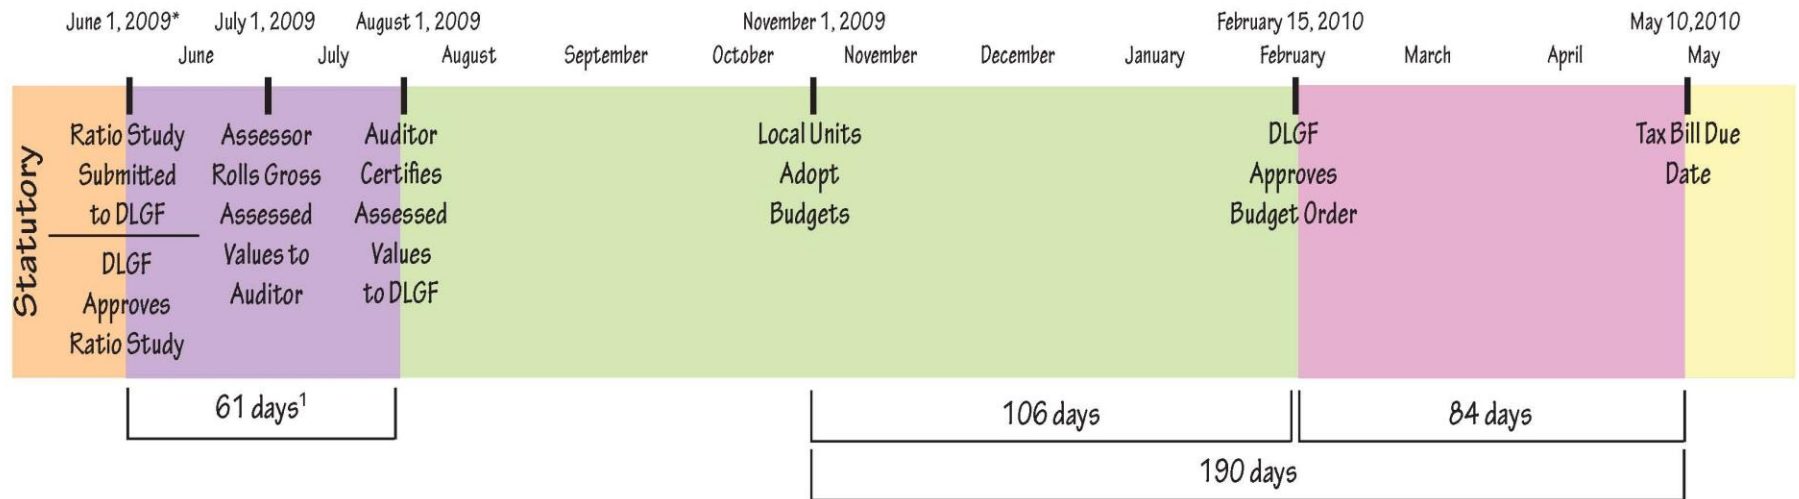 June 1, 2009* July 1, 2009 August 1, 2009 November 1, 2009 February 15, 2010 May 10, 2010
June July August September October November December January February March April May
Statutory
Ratio Study
Submitted
to DLGF
DLGF
Approves
Ratio Study
Assessor
Rolls Gross
Assessed
Values to
Auditor
Auditor
Certifies
Assessed
Values
to DLGF
Local Units
Adopt
Budgets
DLGF
Approves
Budget Order
Tax Bill Due
Date
61 days¹
106 days
84 days
190 days